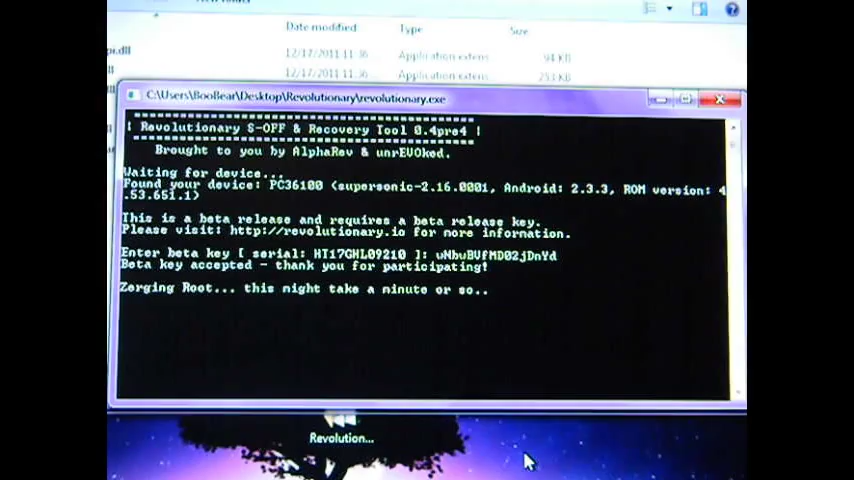 Date modified Type Size
12/17/2011 11:36 Application extens... 94 KB
12/17/2011 11:36 Application extens... 253 KB
C:\Users\BooBear\Desktop\Revolutionary\revolutionary.exe
| Revolutionary S-OFF & Recovery Tool 0.4pre4 |
Brought to you by AlphaRev & unrEVOked.
Waiting for device...
Found your device: PC36100 (supersonic-2.16.0001, Android: 2.3.3, ROM version: 4
.53.651.1)
This is a beta release and requires a beta release key.
Please visit: http://revolutionary.io for more information.
Enter beta key [ serial: HT17GHL09210 ]: uNbuBVfMD02jDnYd
Beta key accepted - thank you for participating!
Zerging Root... this might take a minute or so..
Revolution...